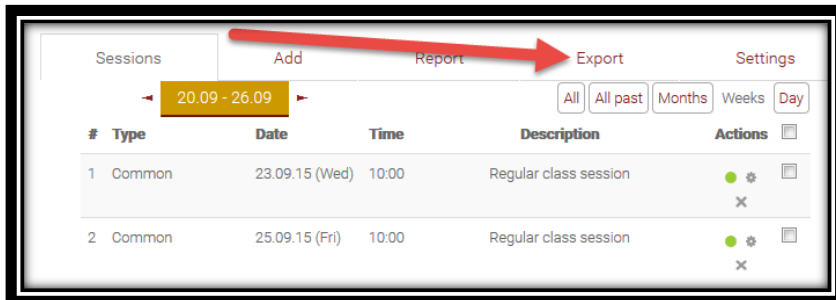 Sessions Add Report Export Settings
20.09 - 26.09 All All past Months Weeks Day
# Type Date Time Description Actions
1 Common 23.09.15 (Wed) 10:00 Regular class session
2 Common 25.09.15 (Fri) 10:00 Regular class session